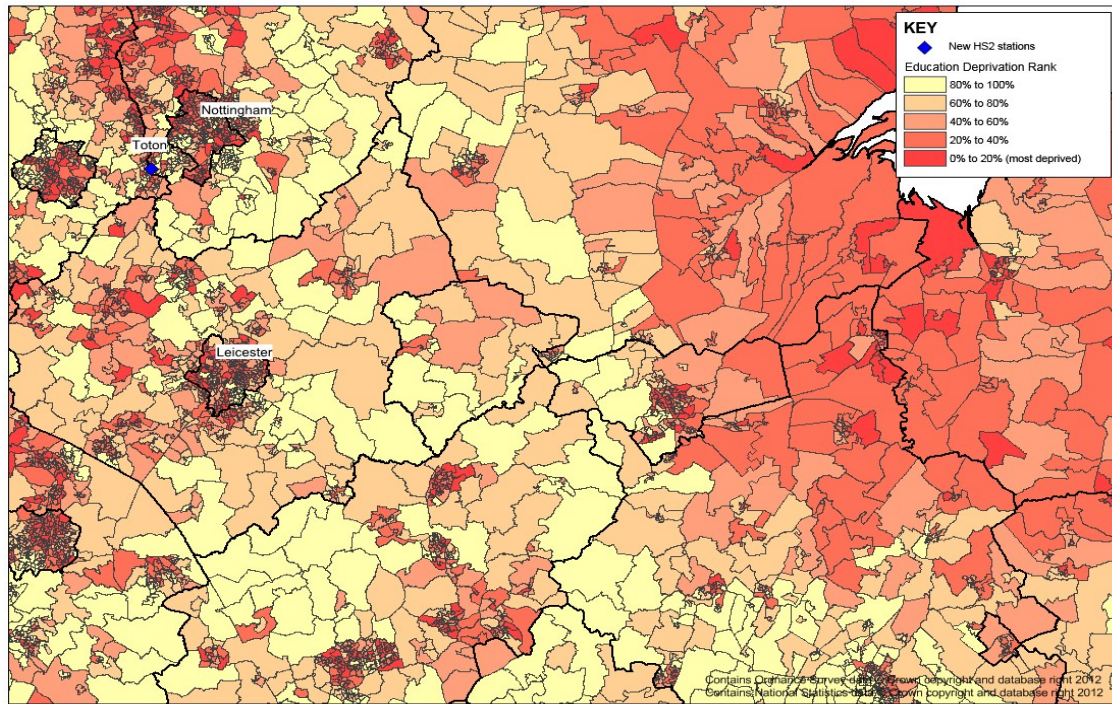 KEY
New HS2 stations
Education Deprivation Rank
80% to 100%
60% to 80%
40% to 60%
20% to 40%
0% to 20% (most deprived)
Nottingham
Toton
Leicester
Contains Ordnance Survey data © Crown copyright and database right 2012
Contains National Statistics data © Crown copyright and database right 2012